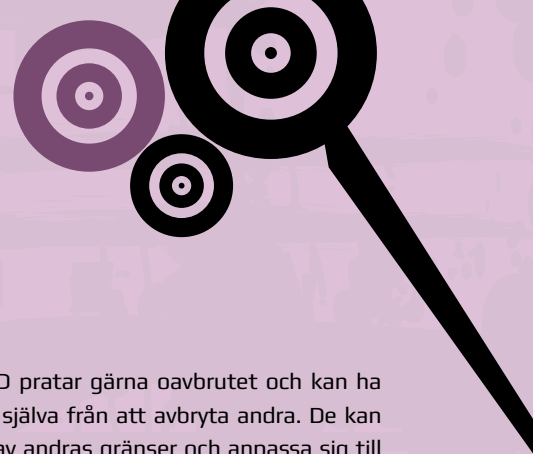 D pratar gärna oavbrutet och kan ha
själva från att avbryta andra. De kan
av andras gränser och anpassa sig till